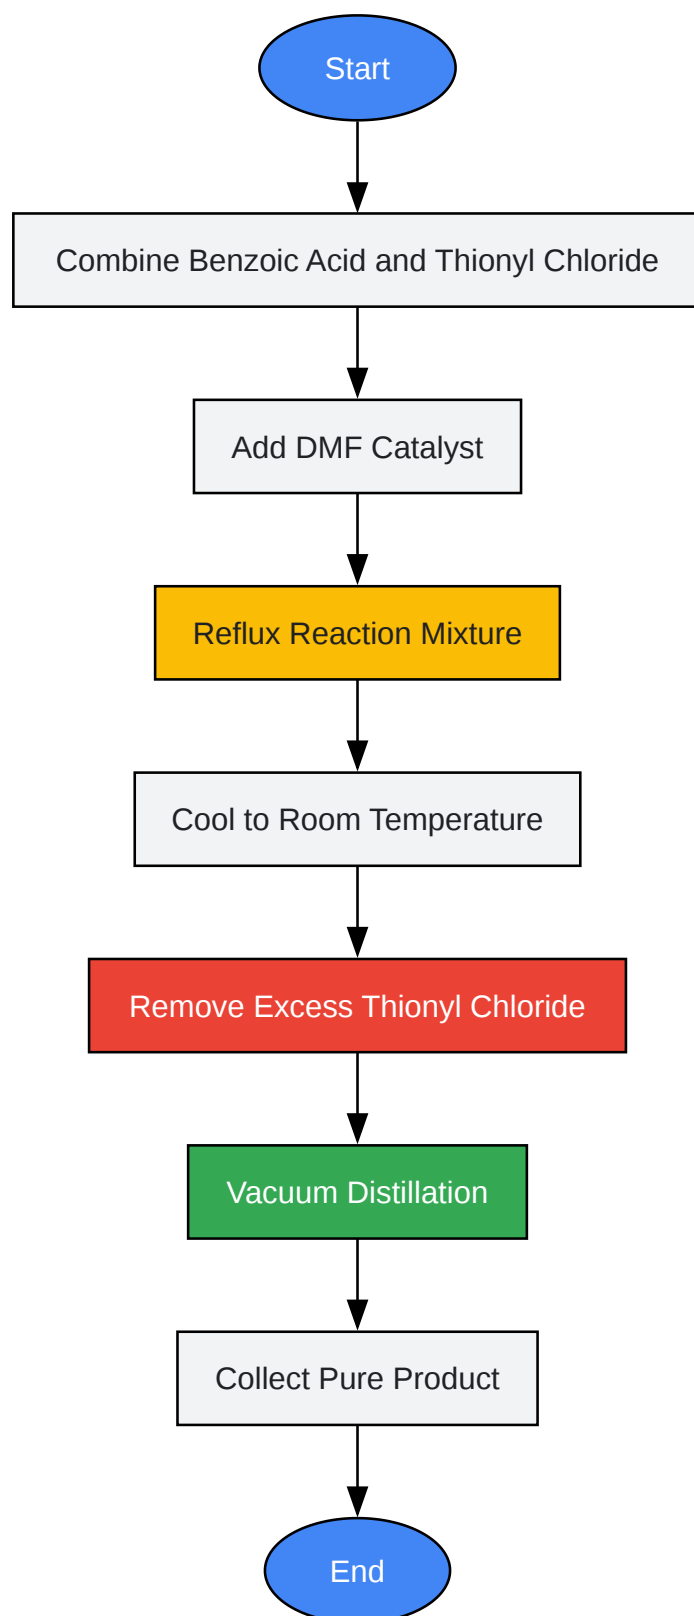 Start
Combine Benzoic Acid and Thionyl Chloride
Add DMF Catalyst
Reflux Reaction Mixture
Cool to Room Temperature
Remove Excess Thionyl Chloride
Vacuum Distillation
Collect Pure Product
End